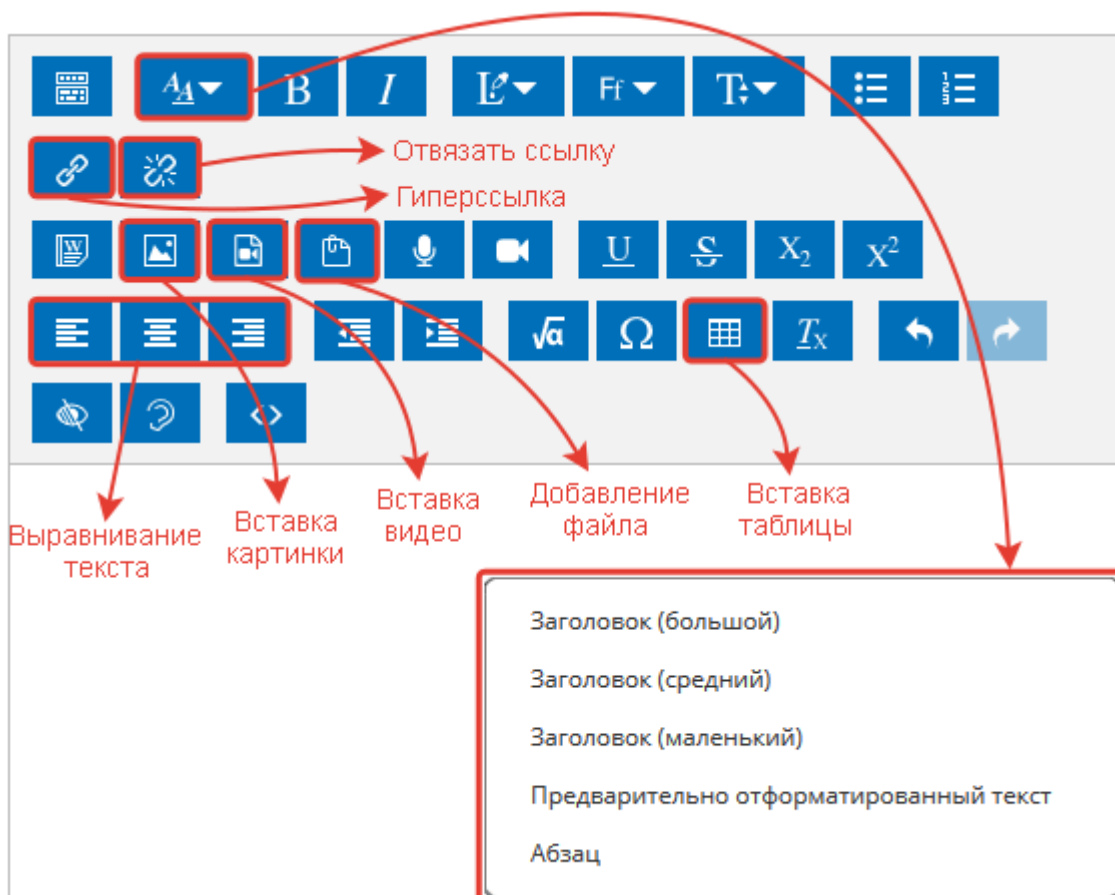 Отвязать ссылку
Гиперссылка
Выравнивание
текста
Вставка
картинки
Вставка
видео
Добавление
файла
Вставка
таблицы
Заголовок (большой)
Заголовок (средний)
Заголовок (маленький)
Предварительно отформатированный текст
Абзац